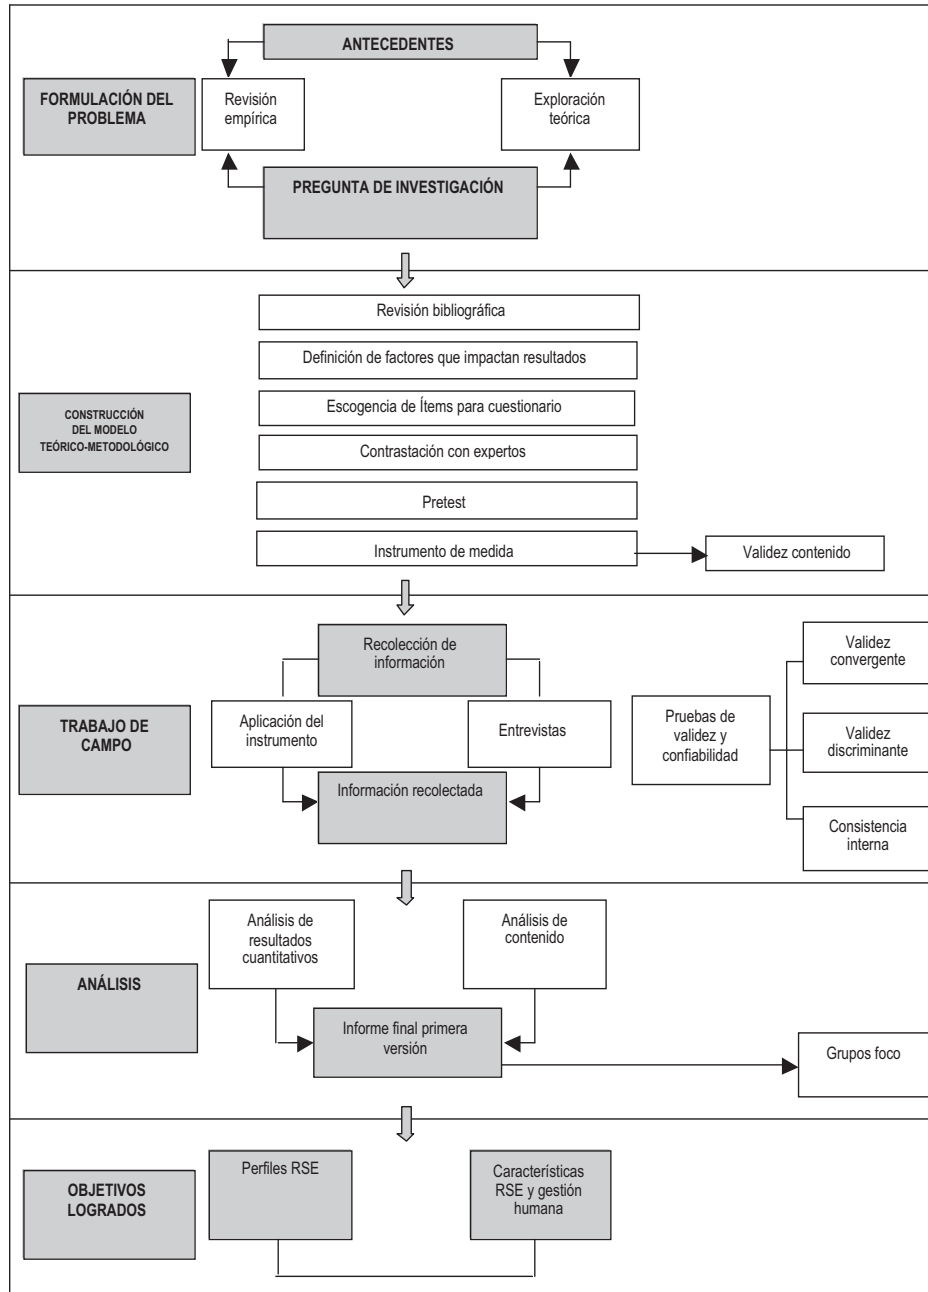 ANTECEDENTES
FORMULACIÓN DEL
PROBLEMA
Revisión
empírica
Exploración
teórica
PREGUNTA DE INVESTIGACIÓN
Revisión bibliográfica
Definición de factores que impactan resultados
Escogencia de Ítems para cuestionario
CONSTRUCCIÓN
DEL MODELO
TEÓRICO-METODOLÓGICO
Contrastación con expertos
Pretest
Instrumento de medida
Validez contenido
Recolección de
información
Validez
convergente
TRABAJO DE
CAMPO
Aplicación del
instrumento
Entrevistas
Pruebas de
validez y
confiabilidad
Validez
discriminante
Información recolectada
Consistencia
interna
Análisis de
resultados
cuantitativos
Análisis de
contenido
ANÁLISIS
Informe final primera
versión
Grupos foco
OBJETIVOS
LOGRADOS
Perfiles RSE
Características
RSE y gestión
humana